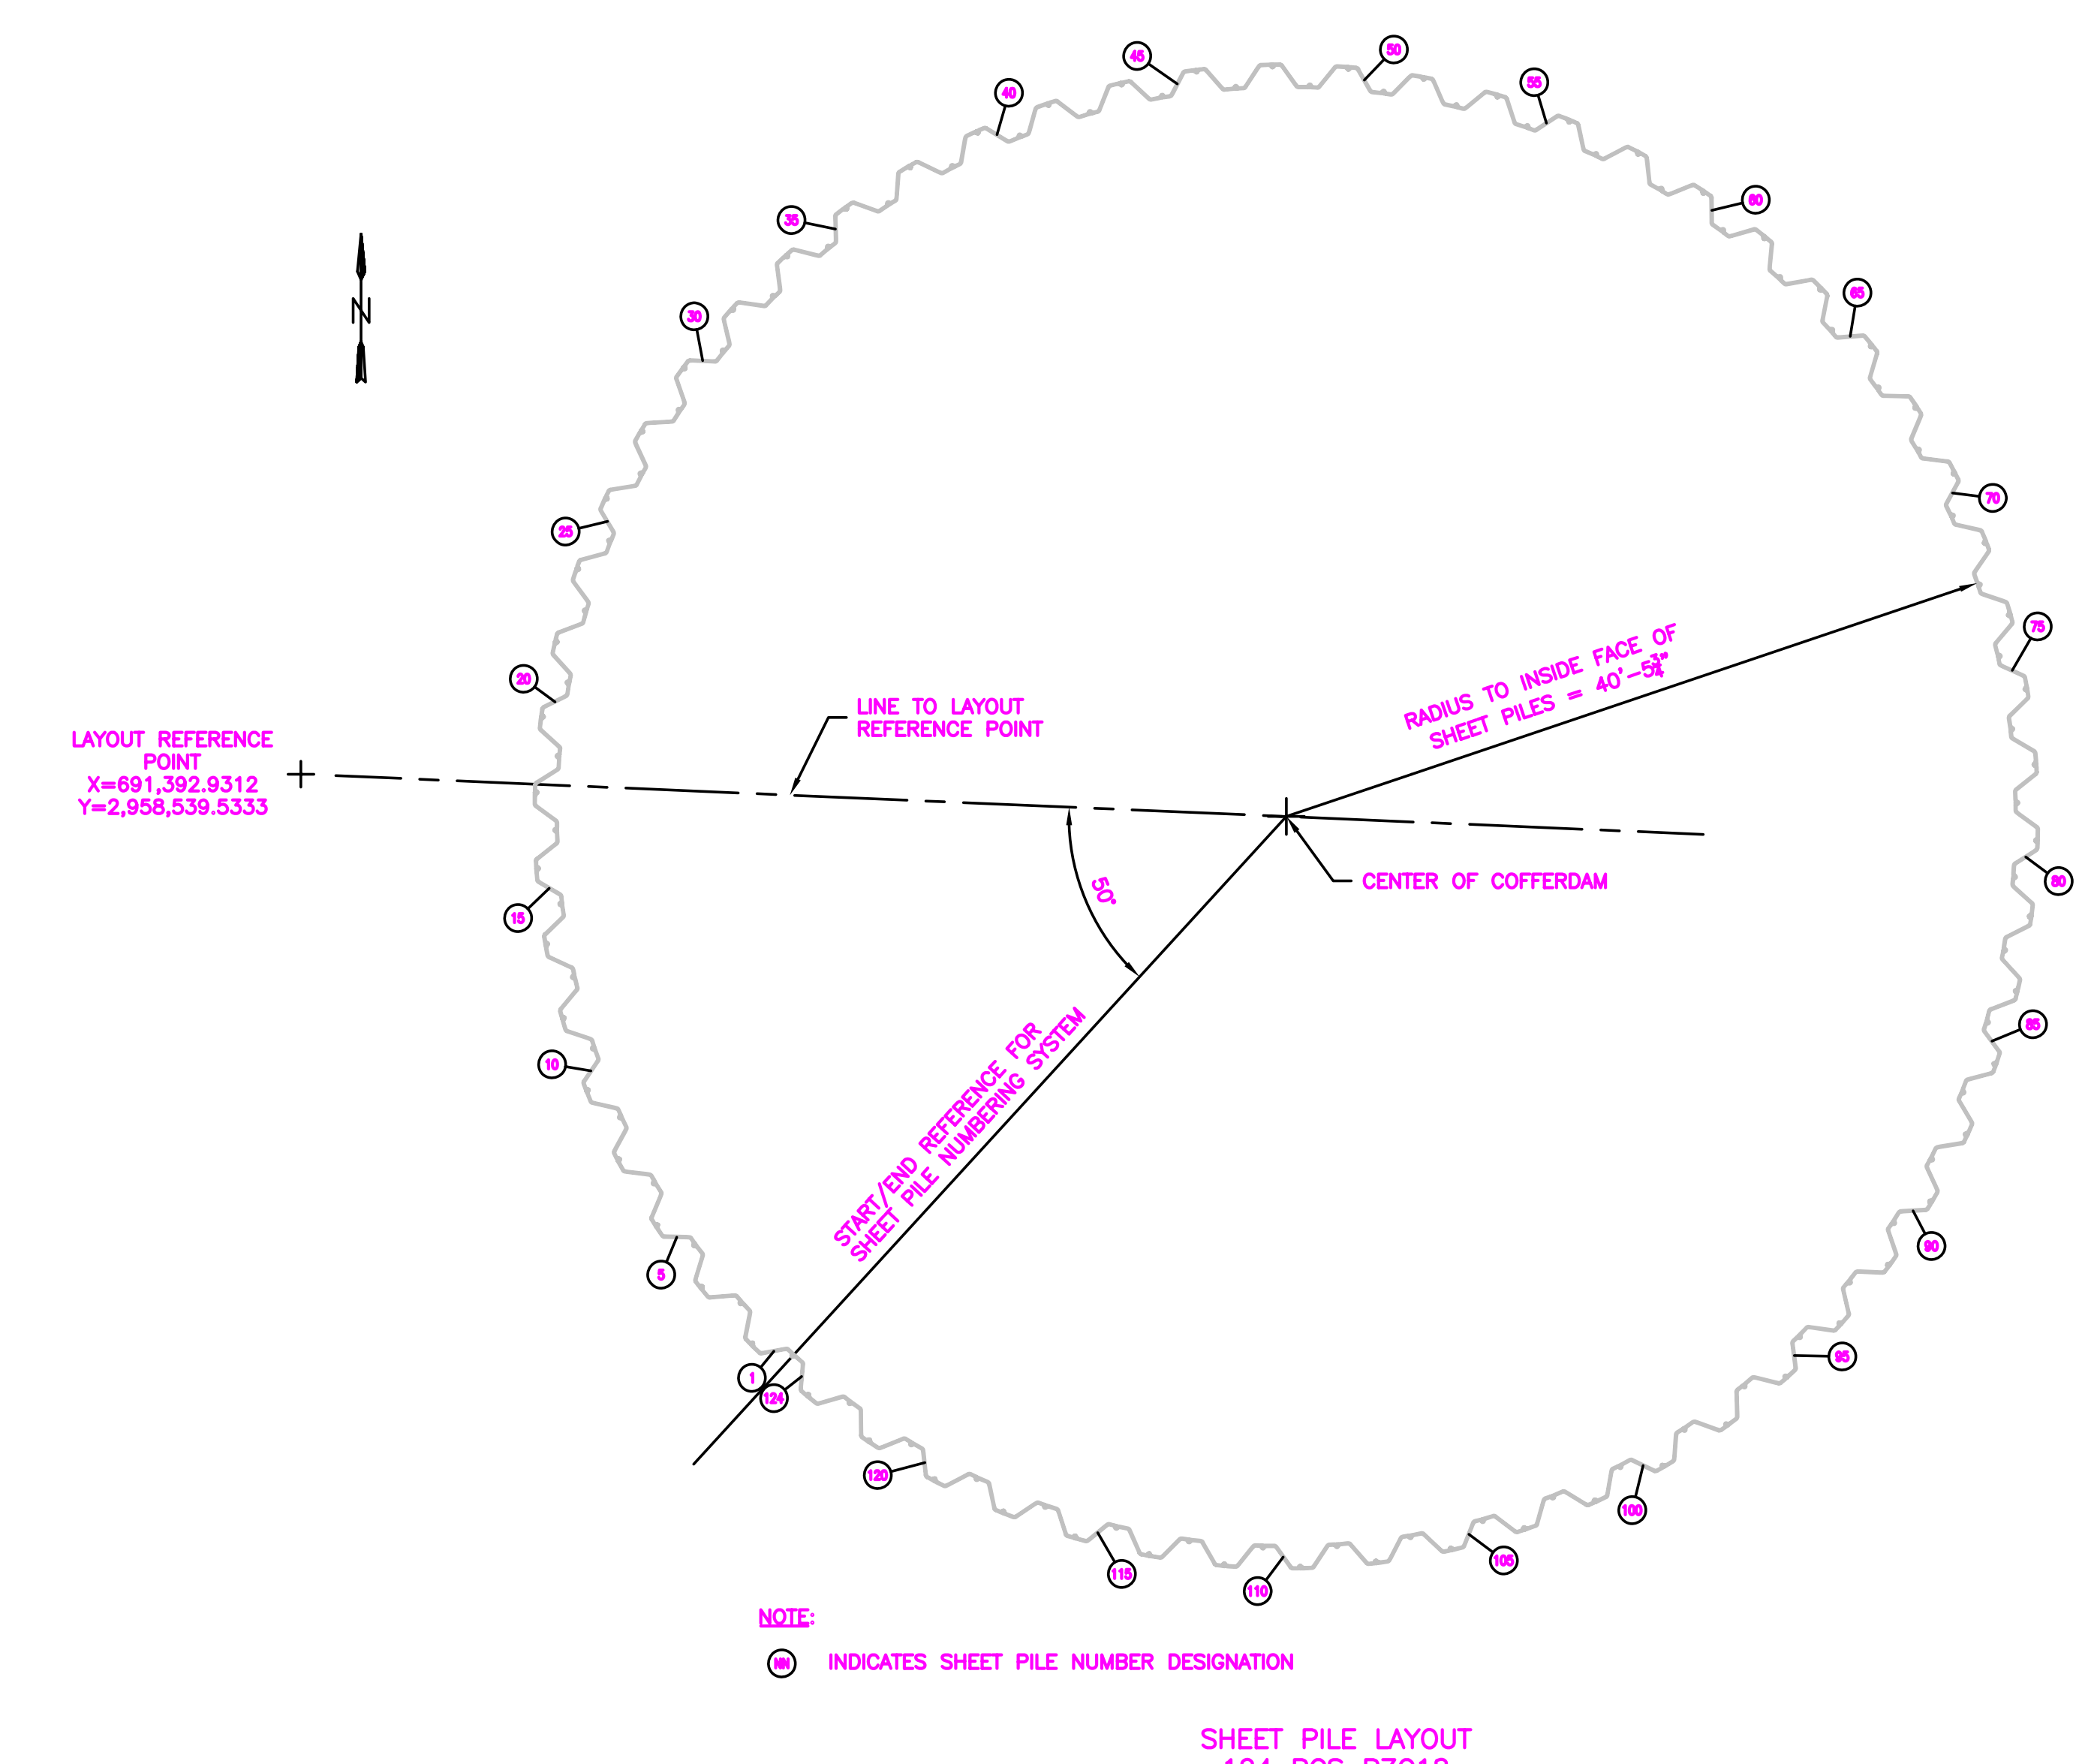 45
50
55
40
60
35
65
30
N
70
25
75
20
RADIUS TO INSIDE FACE OF
SHEET PILES = 40'-5¾"
LINE TO LAYOUT
REFERENCE POINT
LAYOUT REFERENCE
POINT
X=691,392.9312
Y=2,958,539.5333
CENTER OF COFFERDAM
80
50°
15
85
10
START/END REFERENCE FOR
SHEET PILE NUMBERING SYSTEM
90
5
95
1
124
120
100
105
115
110
NOTE:
NN INDICATES SHEET PILE NUMBER DESIGNATION
SHEET PILE LAYOUT